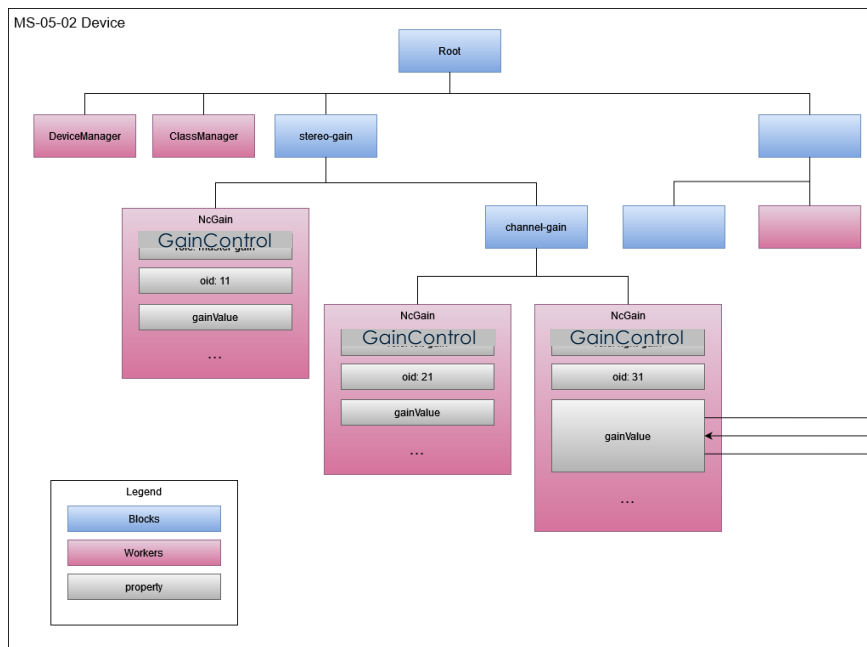 MS-05-02 Device
Root
DeviceManager
ClassManager
stereo-gain
NcGain
GainControl
oid: 11
gainValue
...
channel-gain
NcGain
GainControl
oid: 21
gainValue
...
NcGain
GainControl
oid: 31
gainValue
...
Legend
Blocks
Workers
property